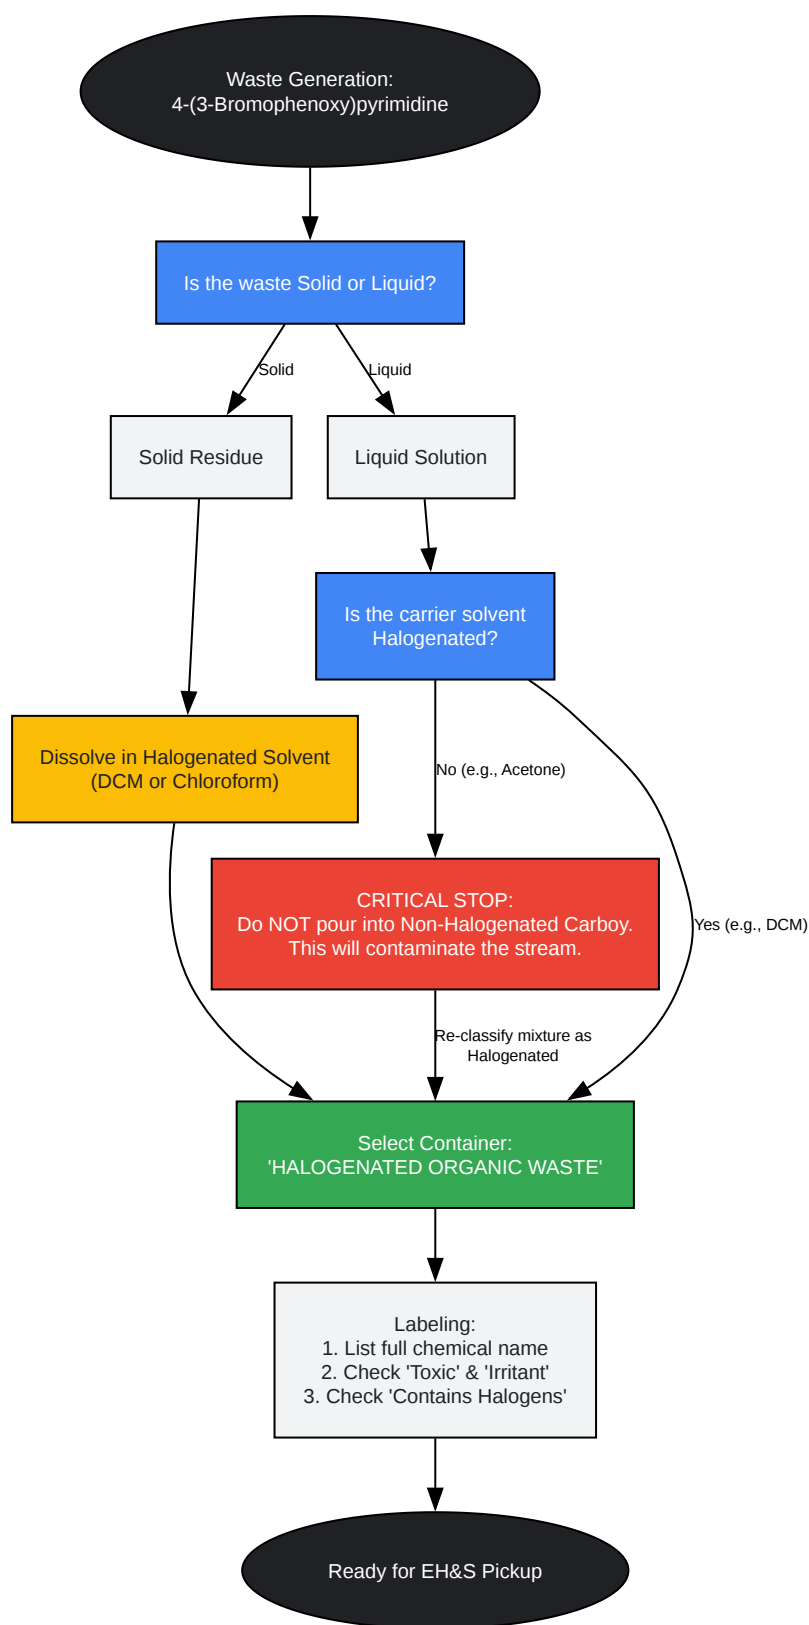 Waste Generation:
4-(3-Bromophenoxy)pyrimidine
Is the waste Solid or Liquid?
Solid
Liquid
Solid Residue
Liquid Solution
Is the carrier solvent
Halogenated?
Dissolve in Halogenated Solvent
(DCM or Chloroform)
No (e.g., Acetone)
CRITICAL STOP:
Do NOT pour into Non-Halogenated Carboy.
This will contaminate the stream.
Yes (e.g., DCM)
Re-classify mixture as
Halogenated
Select Container:
'HALOGENATED ORGANIC WASTE'
Labeling:
1. List full chemical name
2. Check 'Toxic' & 'Irritant'
3. Check 'Contains Halogens'
Ready for EH&S Pickup